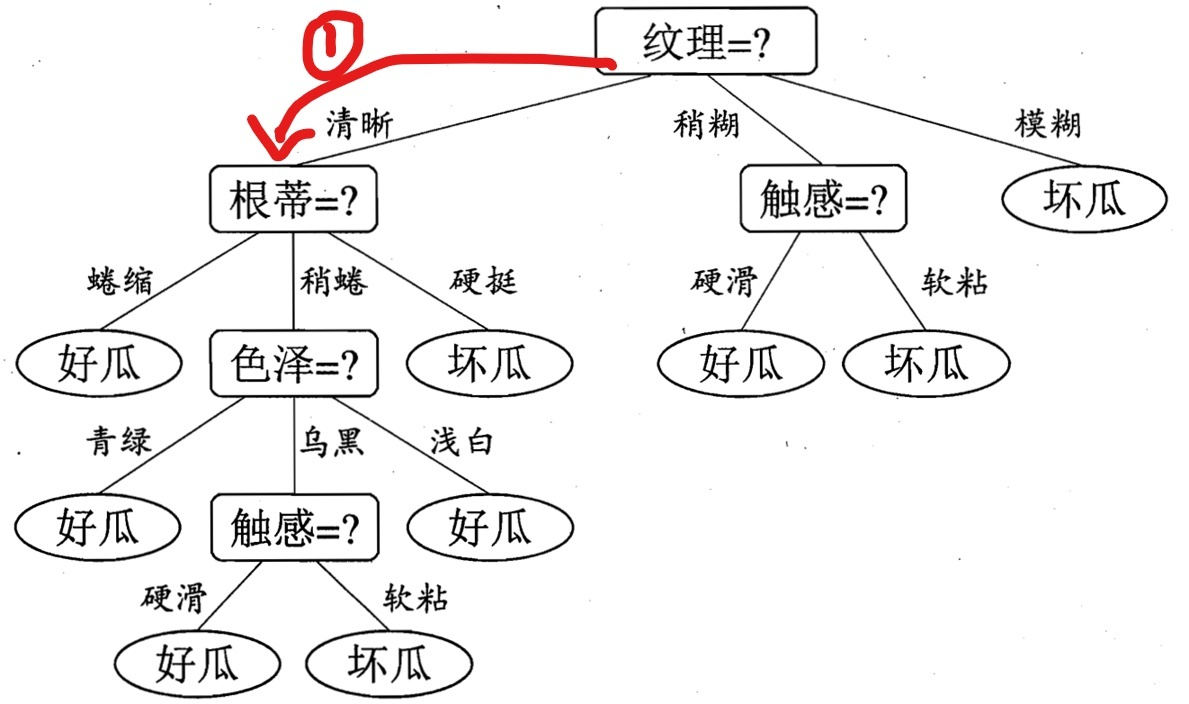 ①
纹理=?
清晰
稍糊
模糊
根蒂=?
触感=?
坏瓜
蜷缩
稍蜷
硬挺
硬滑
软粘
好瓜
色泽=?
坏瓜
好瓜
坏瓜
青绿
乌黑
浅白
好瓜
触感=?
好瓜
硬滑
软粘
好瓜
坏瓜